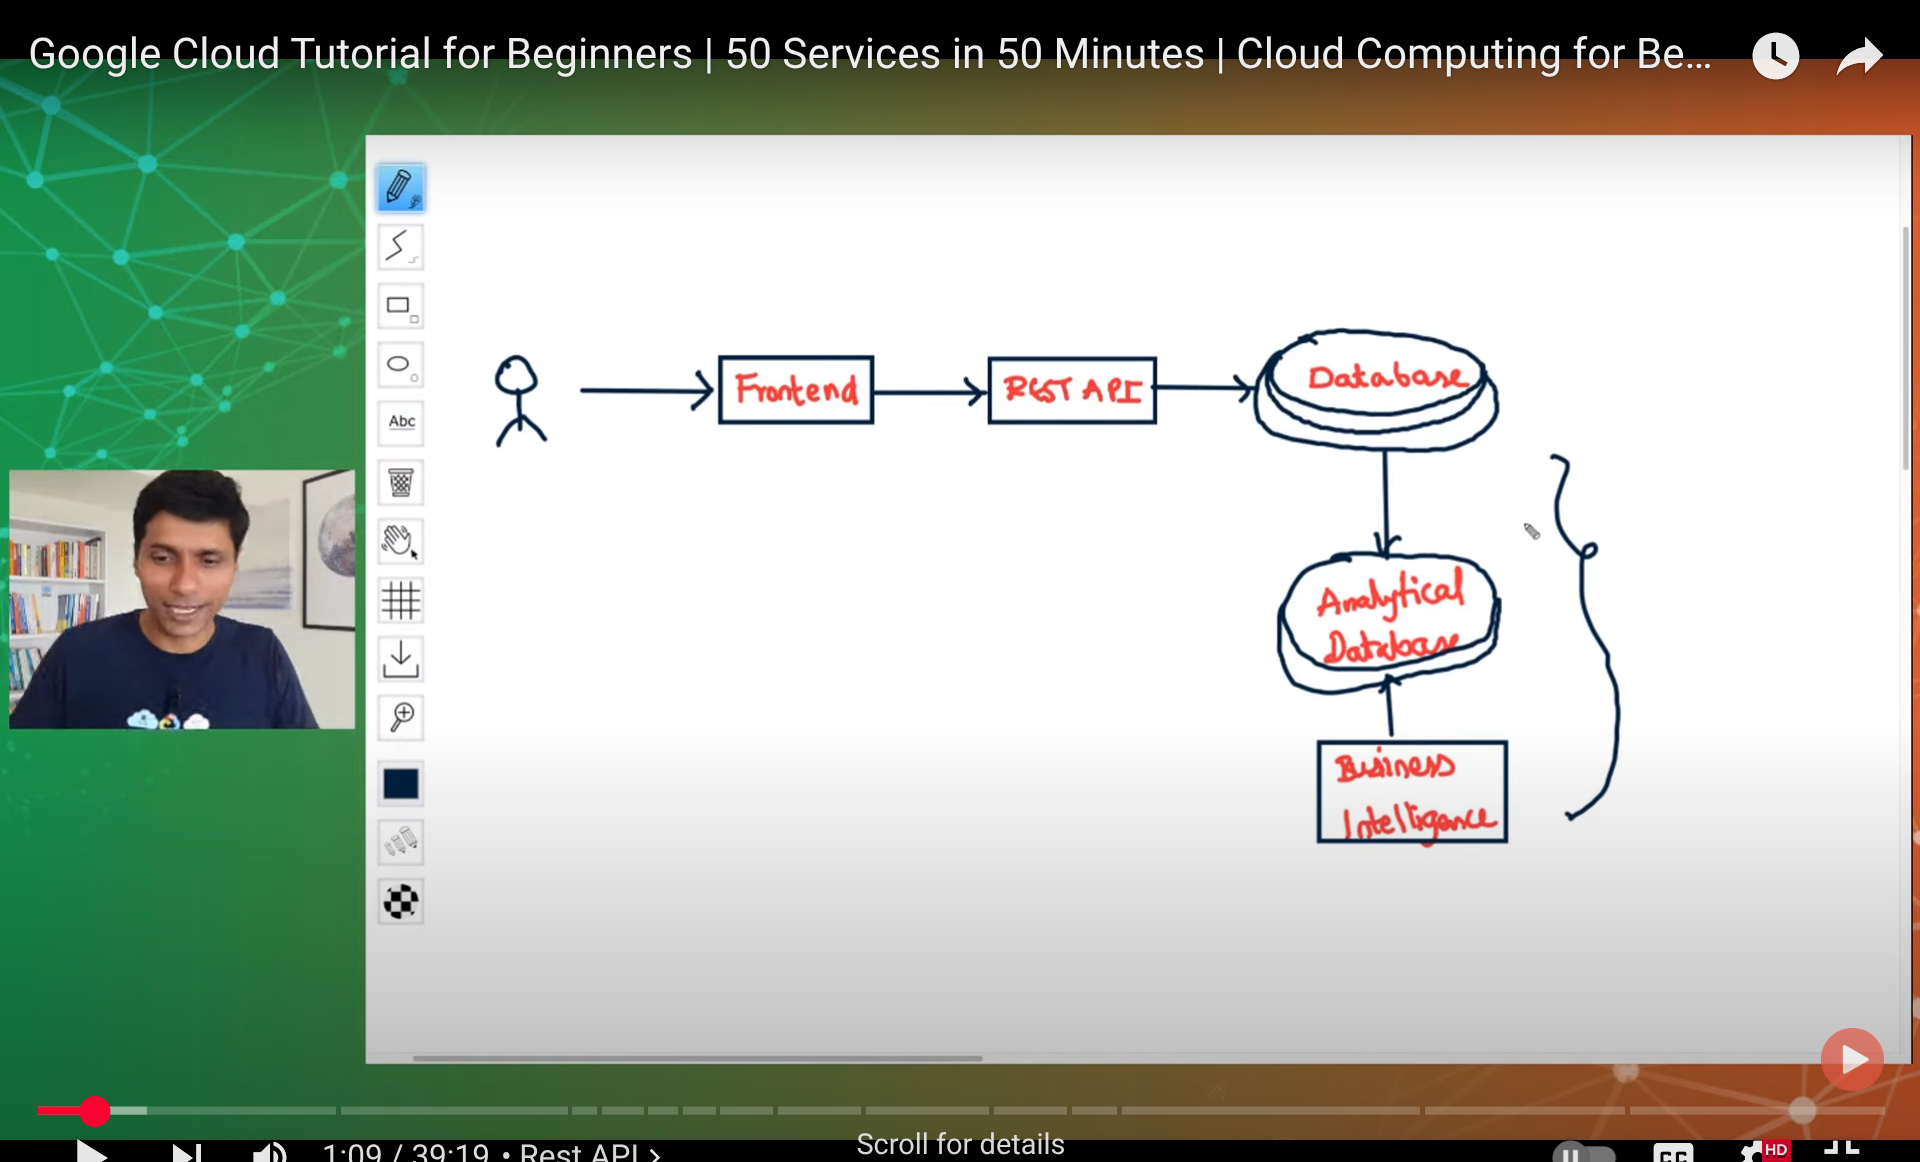 Google Cloud Tutorial for Beginners | 50 Services in 50 Minutes | Cloud Computing for Be...
Abc
Frontend
REST API
Database
Analytical
Database
Business
Intelligence
Scroll for details
1:09 / 39:19 • Rest API >
CC
HD